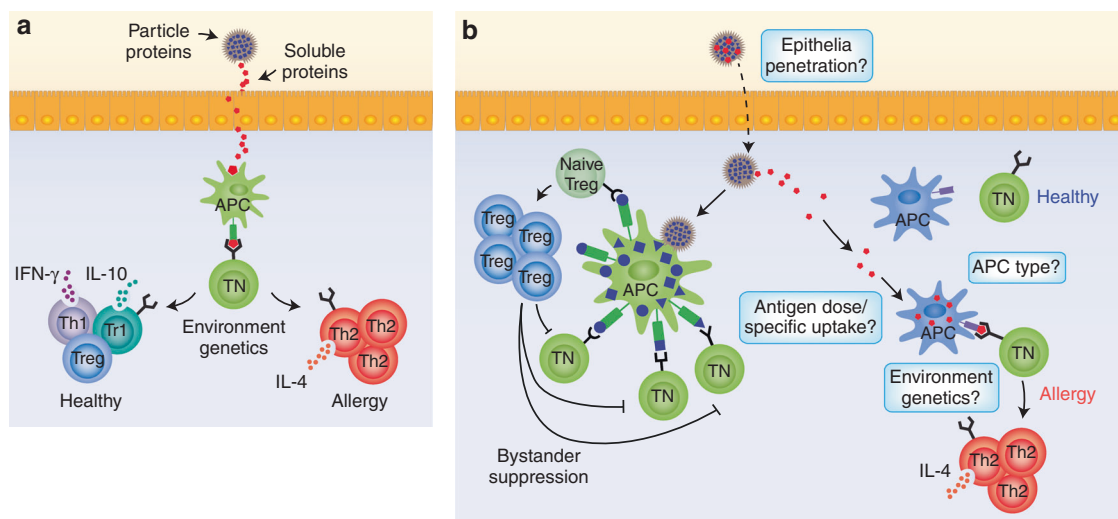 a
Particle
proteins
Soluble
proteins
APC
TN
IFN-γ
IL-10
Th1
Tr1
Treg
Environment
genetics
Th2
Th2
Th2
IL-4
Healthy
Allergy
b
Epithelia
penetration?
Naive
Treg
Treg
Treg
Treg
Treg
APC
TN
TN
TN
Bystander
suppression
APC
TN
Healthy
APC type?
Antigen dose/
specific uptake?
APC
TN
Environment
genetics?
Allergy
IL-4
Th2
Th2
Th2